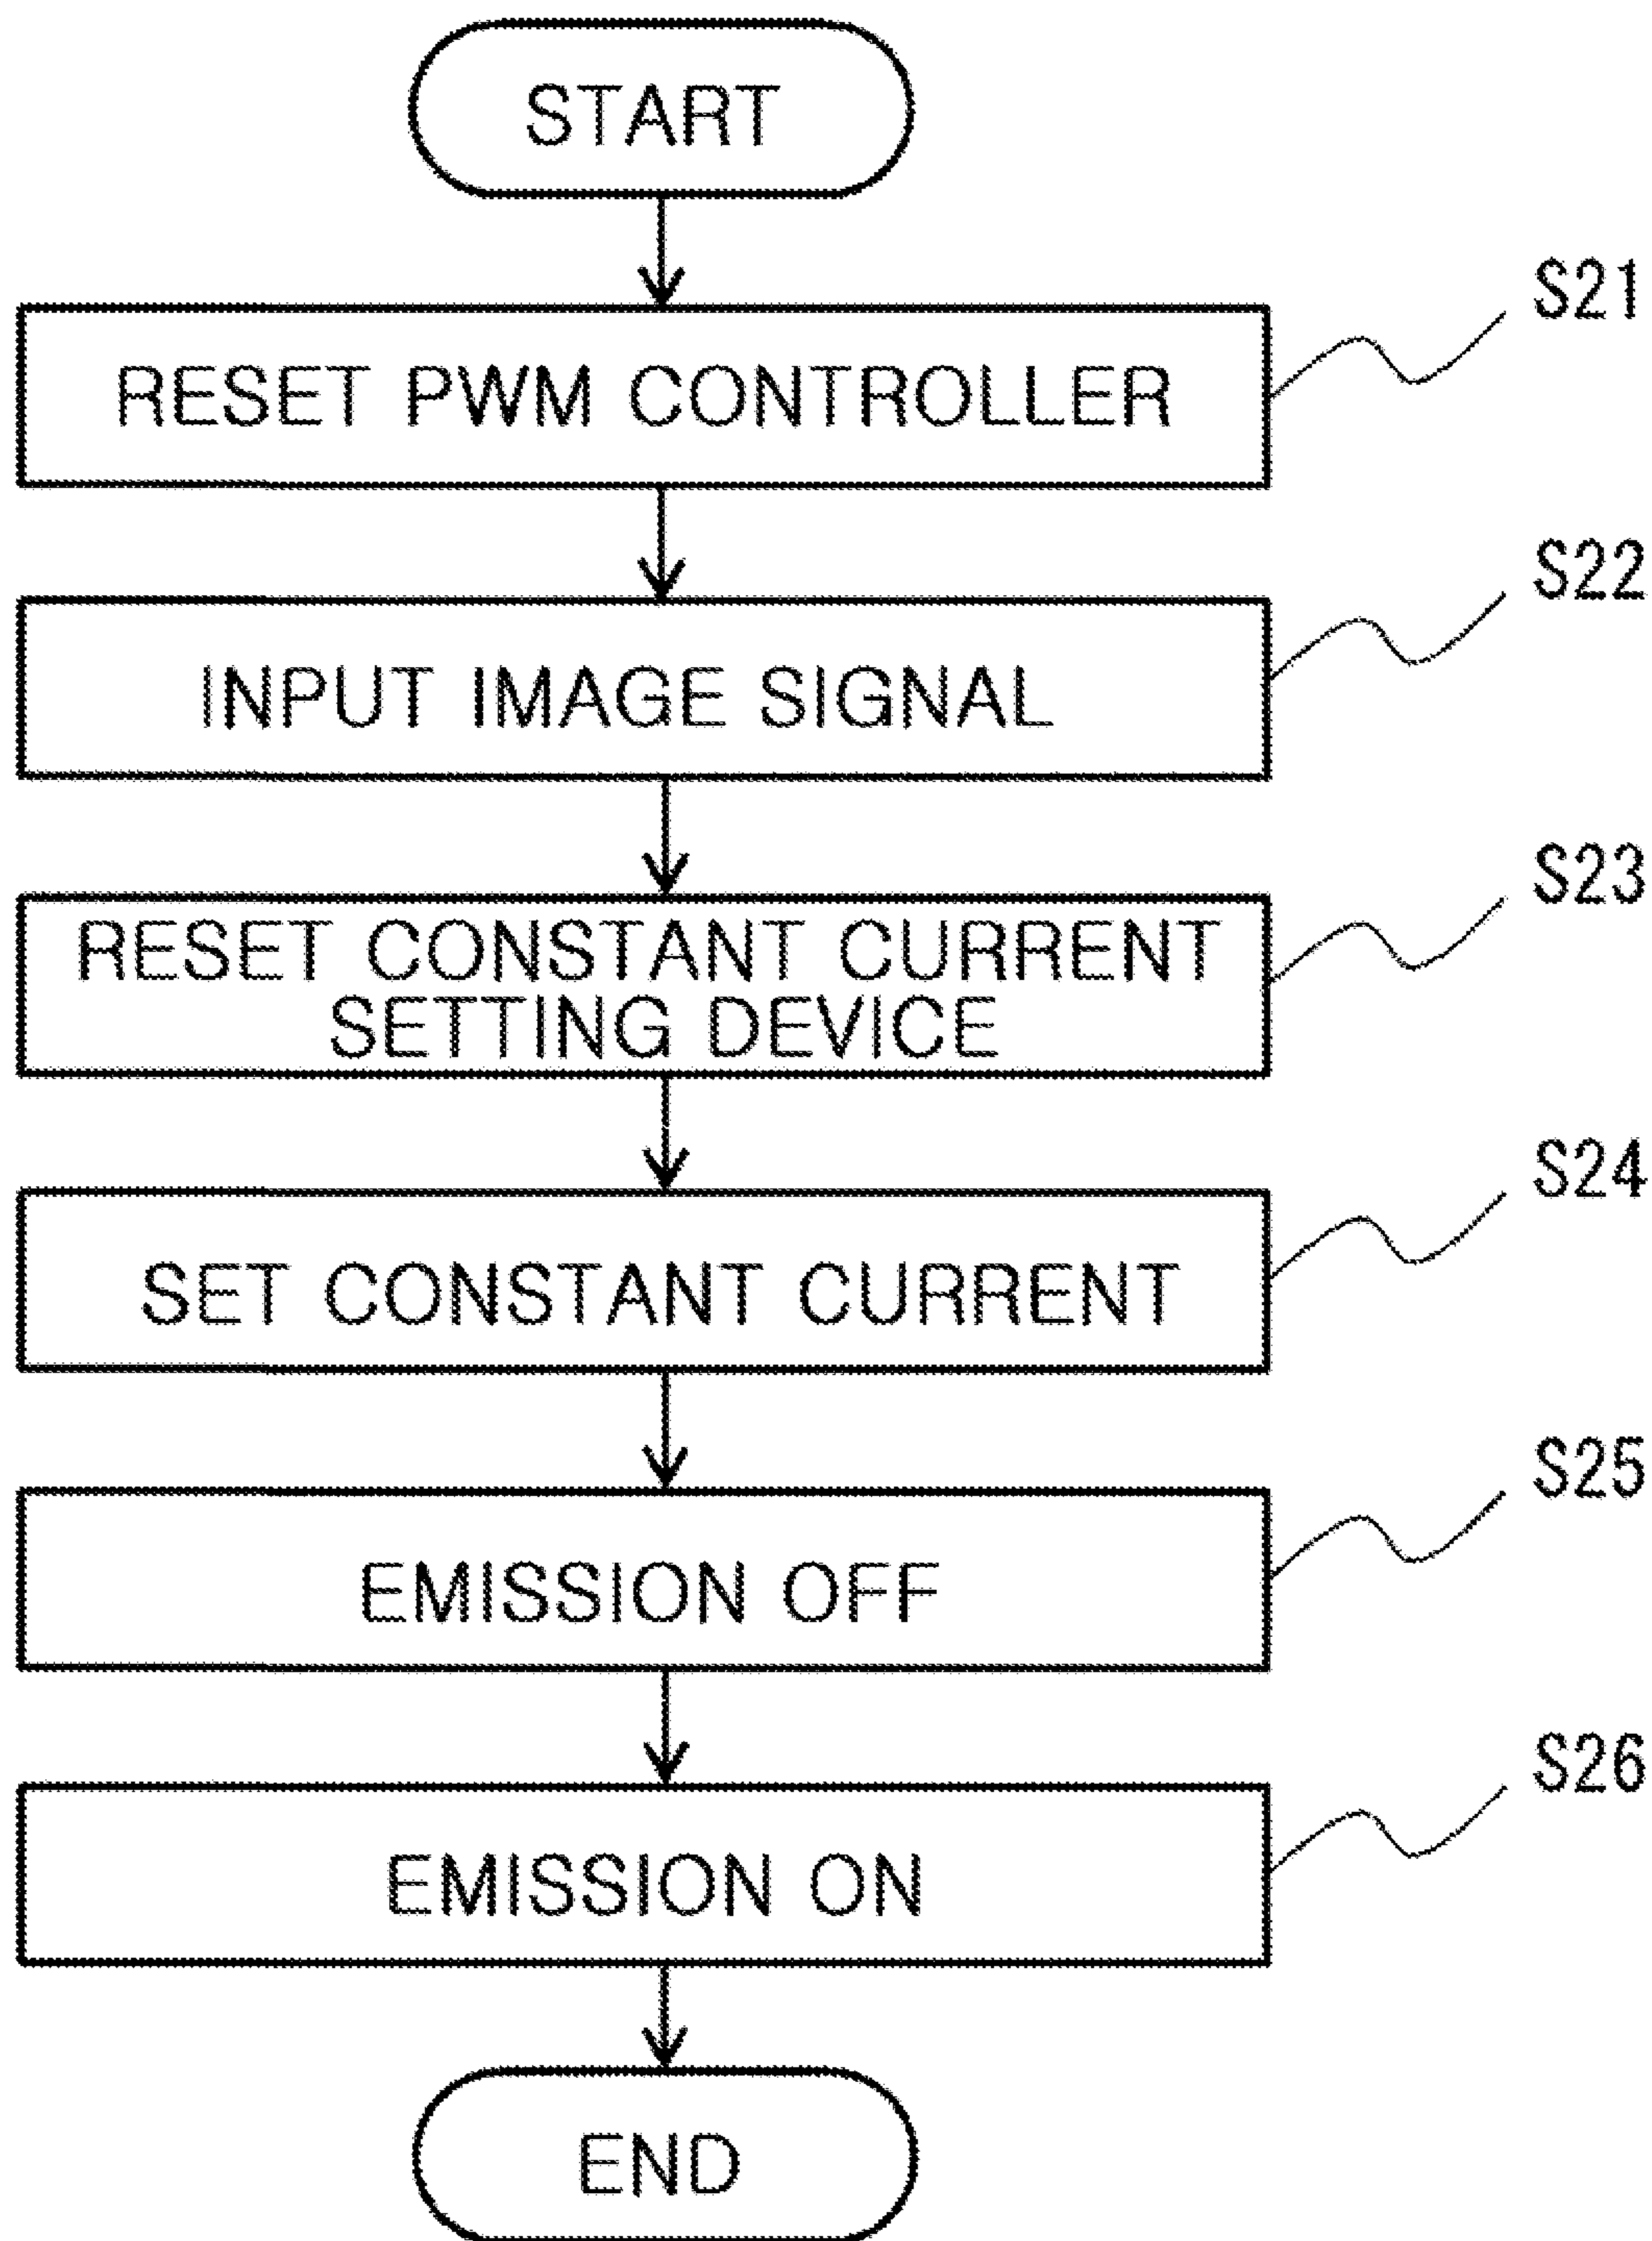 START
S21
RESET PWM CONTROLLER
S22
INPUT IMAGE SIGNAL
S23
RESET CONSTANT CURRENT
SETTING DEVICE
S24
SET CONSTANT CURRENT
S25
EMISSION OFF
S26
EMISSION ON
END